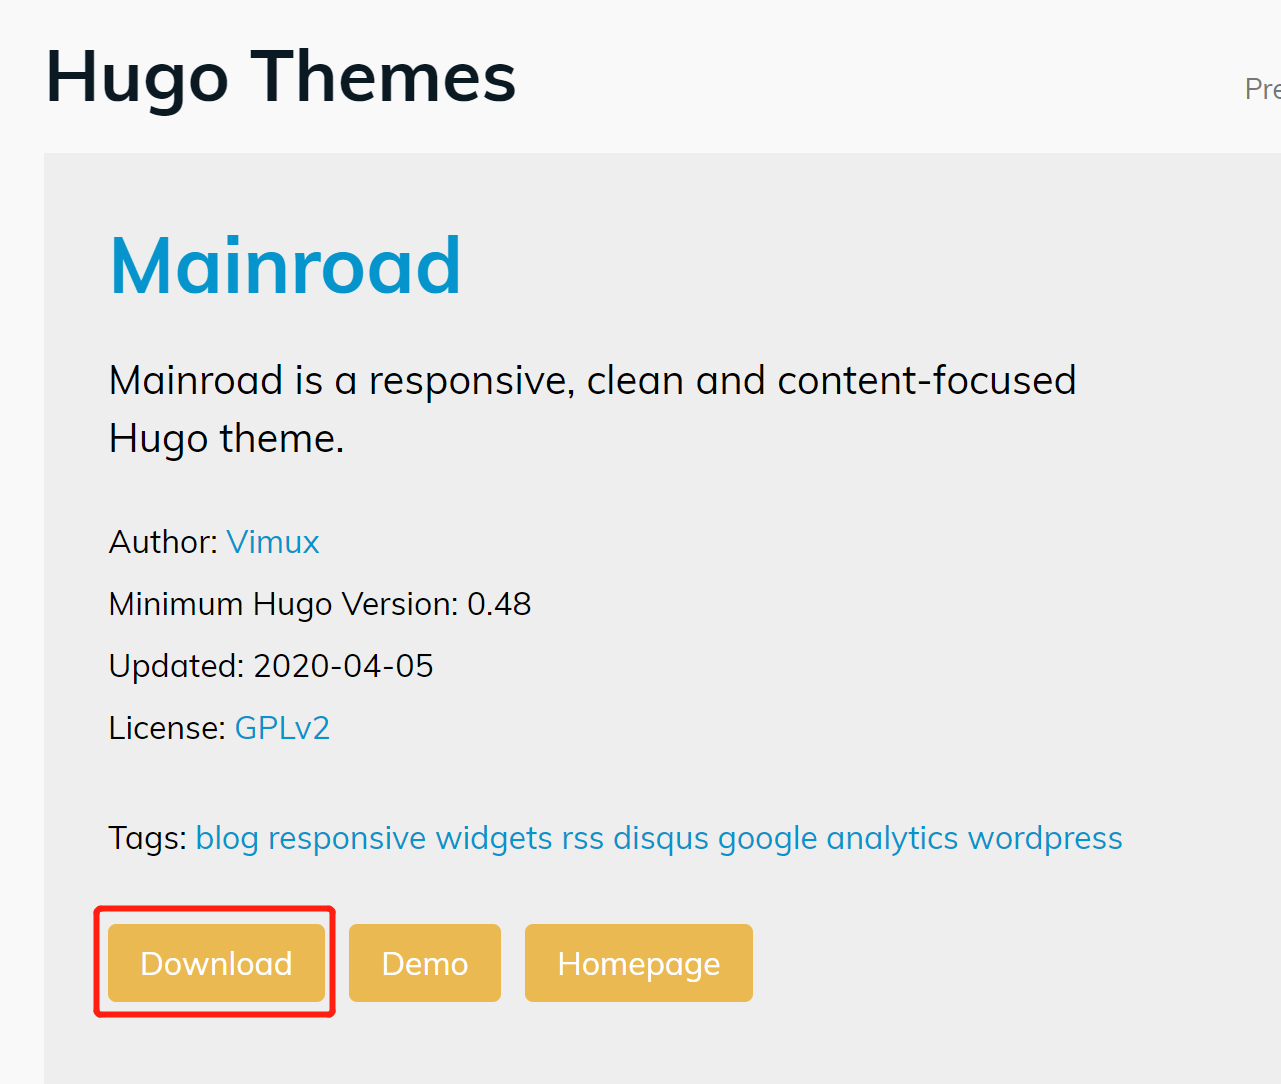 Hugo Themes
Pre
Mainroad
Mainroad is a responsive, clean and content-focused
Hugo theme.
Author: Vimux
Minimum Hugo Version: 0.48
Updated: 2020-04-05
License: GPLv2
Tags: blog responsive widgets rss disqus google analytics wordpress
Download Demo Homepage